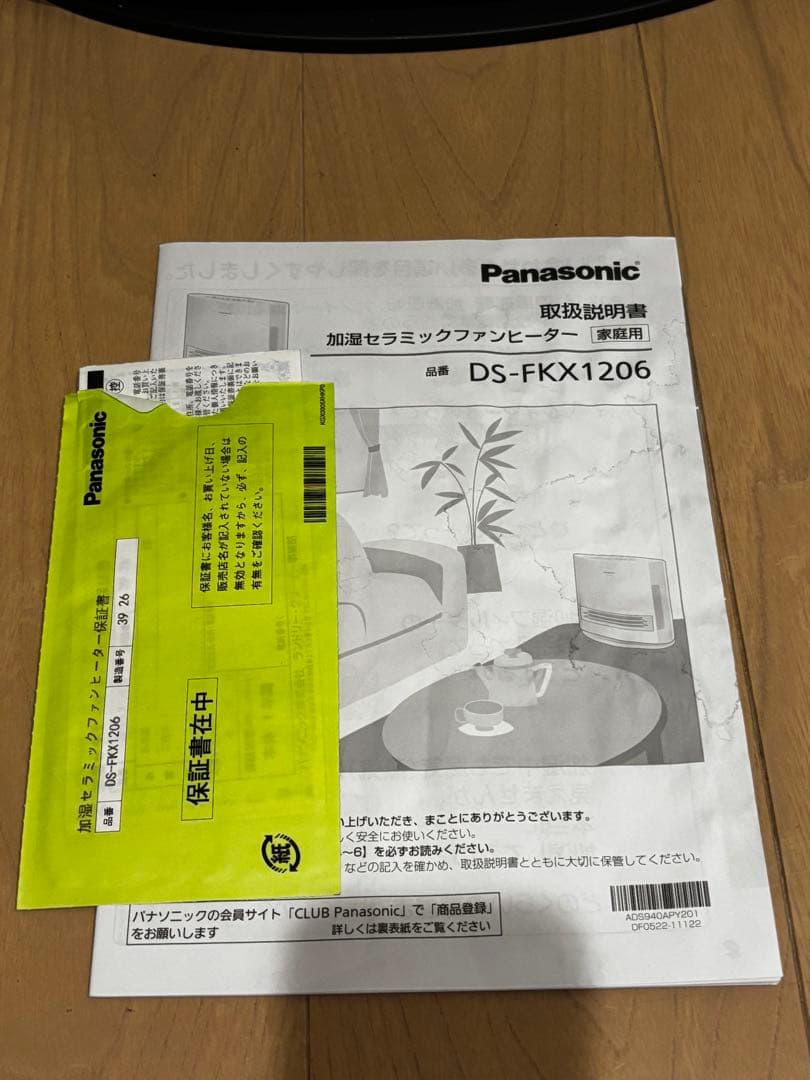 Panasonic
取扱説明書
加湿セラミックファンヒーター 家庭用
品番 DS-FKX1206
い上げいただき、まことにありがとうございます。
しく安全にお使いください。
～6】を必ずお読みください。
などの記入を確かめ、取扱説明書とともに大切に保管してください。
パナソニックの会員サイト「CLUB Panasonic」で「商品登録」
をお願いします 詳しくは裏表紙をご覧ください
ADS940APY201
DF0522-11122
Panasonic
加湿セラミックファンヒーター保証書
品番 DS-FKX1206 製造番号 39 26
保証書にお客様名、お買い上げ日、
販売店名が記入されていない場合は
無効となりますから、必ず、記入の
有無をご確認ください。
保証書在中
紙
控